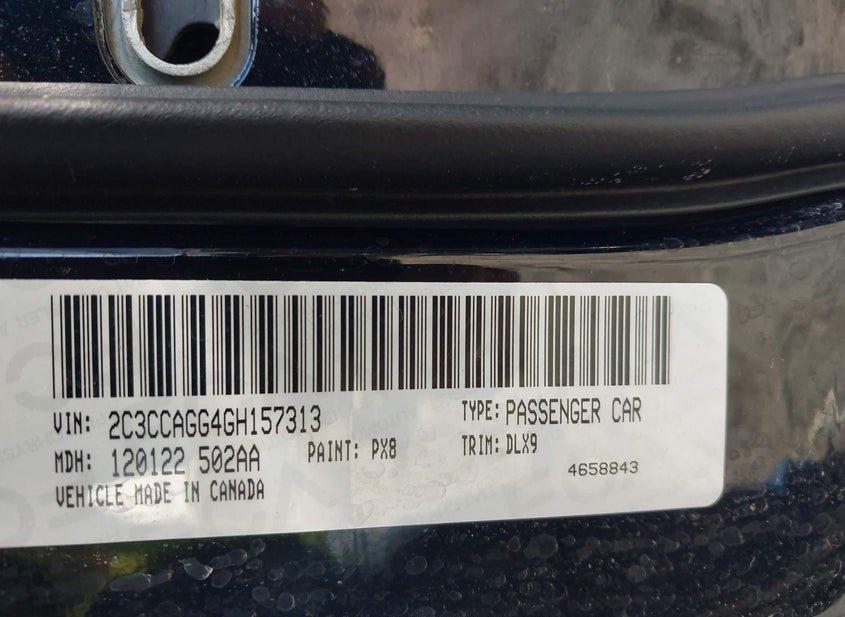 VIN: 2C3CCAGG4GH157313 TYPE: PASSENGER CAR
MDH: 120122 502AA PAINT: PX8 TRIM: DLX9
VEHICLE MADE IN CANADA 4658843